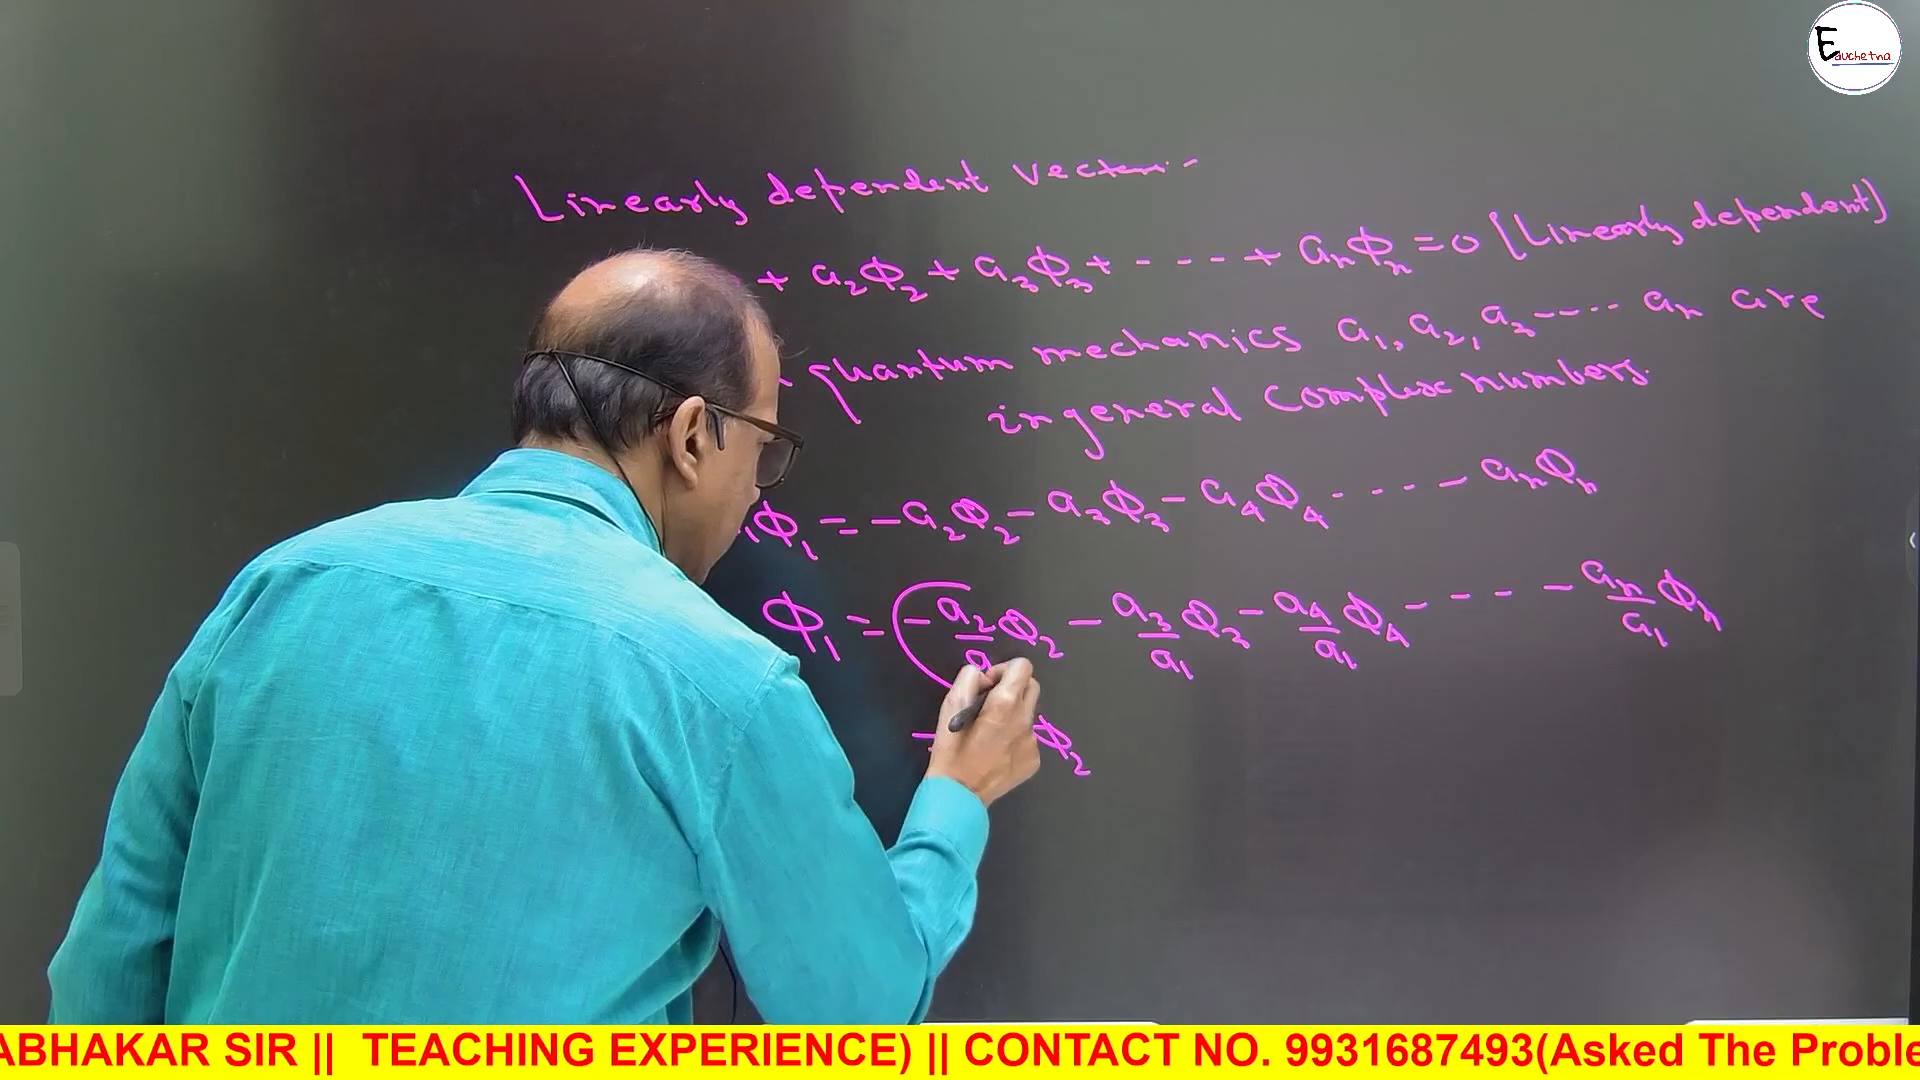 Educhetna
Linearly dependent vector:-
+ a₂Φ₂ + a₃Φ₃ + ---- + aₙΦₙ = 0 [Linearly dependent)
quantum mechanics a₁, a₂, a₃ ---- aₙ are
in general complex numbers.
₁Φ₁ = - a₂Φ₂ - a₃Φ₃ - a₄Φ₄ ---- - aₙΦₙ
Φ₁ = ( - a₂/a Φ₂ - a₃/a₁ Φ₃ - a₄/a₁ Φ₄ - - - - - aₙ/a₁ Φₙ
Φ₂
ABHAKAR SIR || TEACHING EXPERIENCE) || CONTACT NO. 9931687493(Asked The Proble